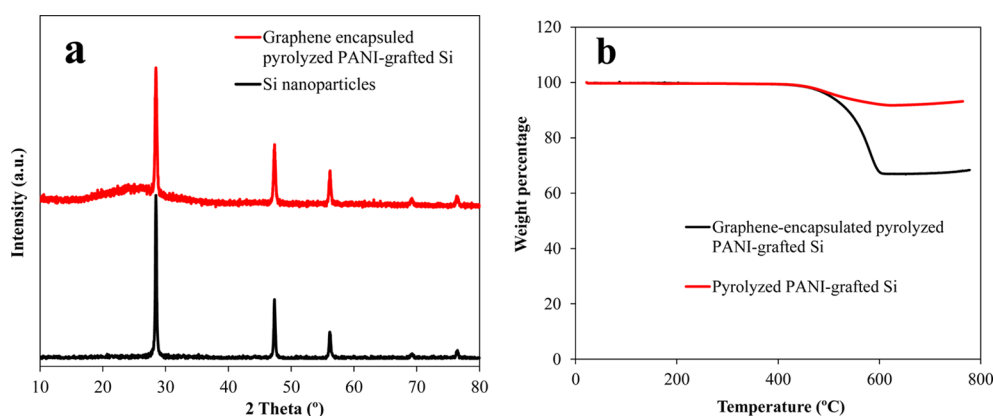 a
Graphene encapsuled
pyrolyzed PANI-grafted Si
Si nanoparticles
Intensity (a.u.)
10 20 30 40 50 60 70 80
2 Theta (º)
b
120
100
80
60
40
20
0
Weight percentage
Graphene-encapsulated pyrolyzed
PANI-grafted Si
Pyrolyzed PANI-grafted Si
0 200 400 600 800
Temperature (ºC)